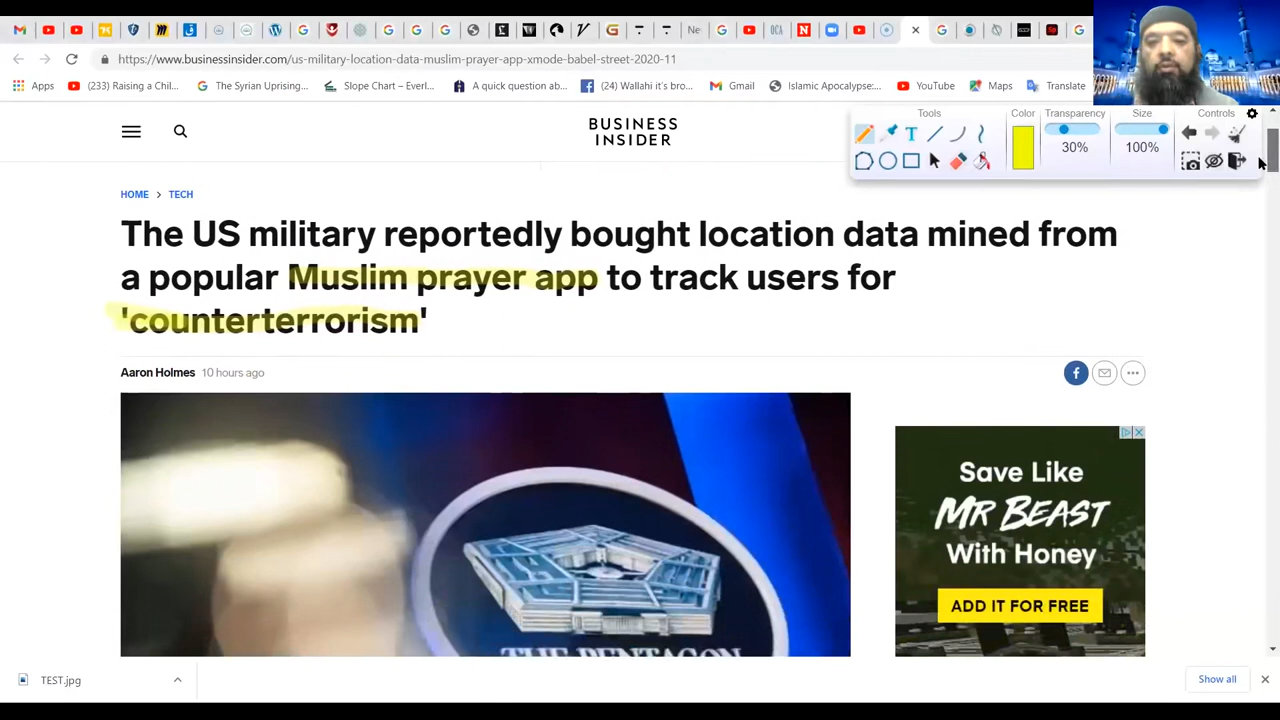 https://www.businessinsider.com/us-military-location-data-muslim-prayer-app-xmode-babel-street-2020-11
Apps
(233) Raising a Chil...
The Syrian Uprising...
Slope Chart – Everl...
A quick question ab...
(24) Wallahi it's bro...
Gmail
Islamic Apocalypse:...
YouTube
Maps
Translate
Tools
Color
Transparency
Size
Controls
30%
100%
BUSINESS
INSIDER
HOME > TECH
The US military reportedly bought location data mined from
a popular Muslim prayer app to track users for
'counterterrorism'
Aaron Holmes 10 hours ago
THE PENTAGON
Save Like
MR BEAST
With Honey
ADD IT FOR FREE
TEST.jpg
Show all